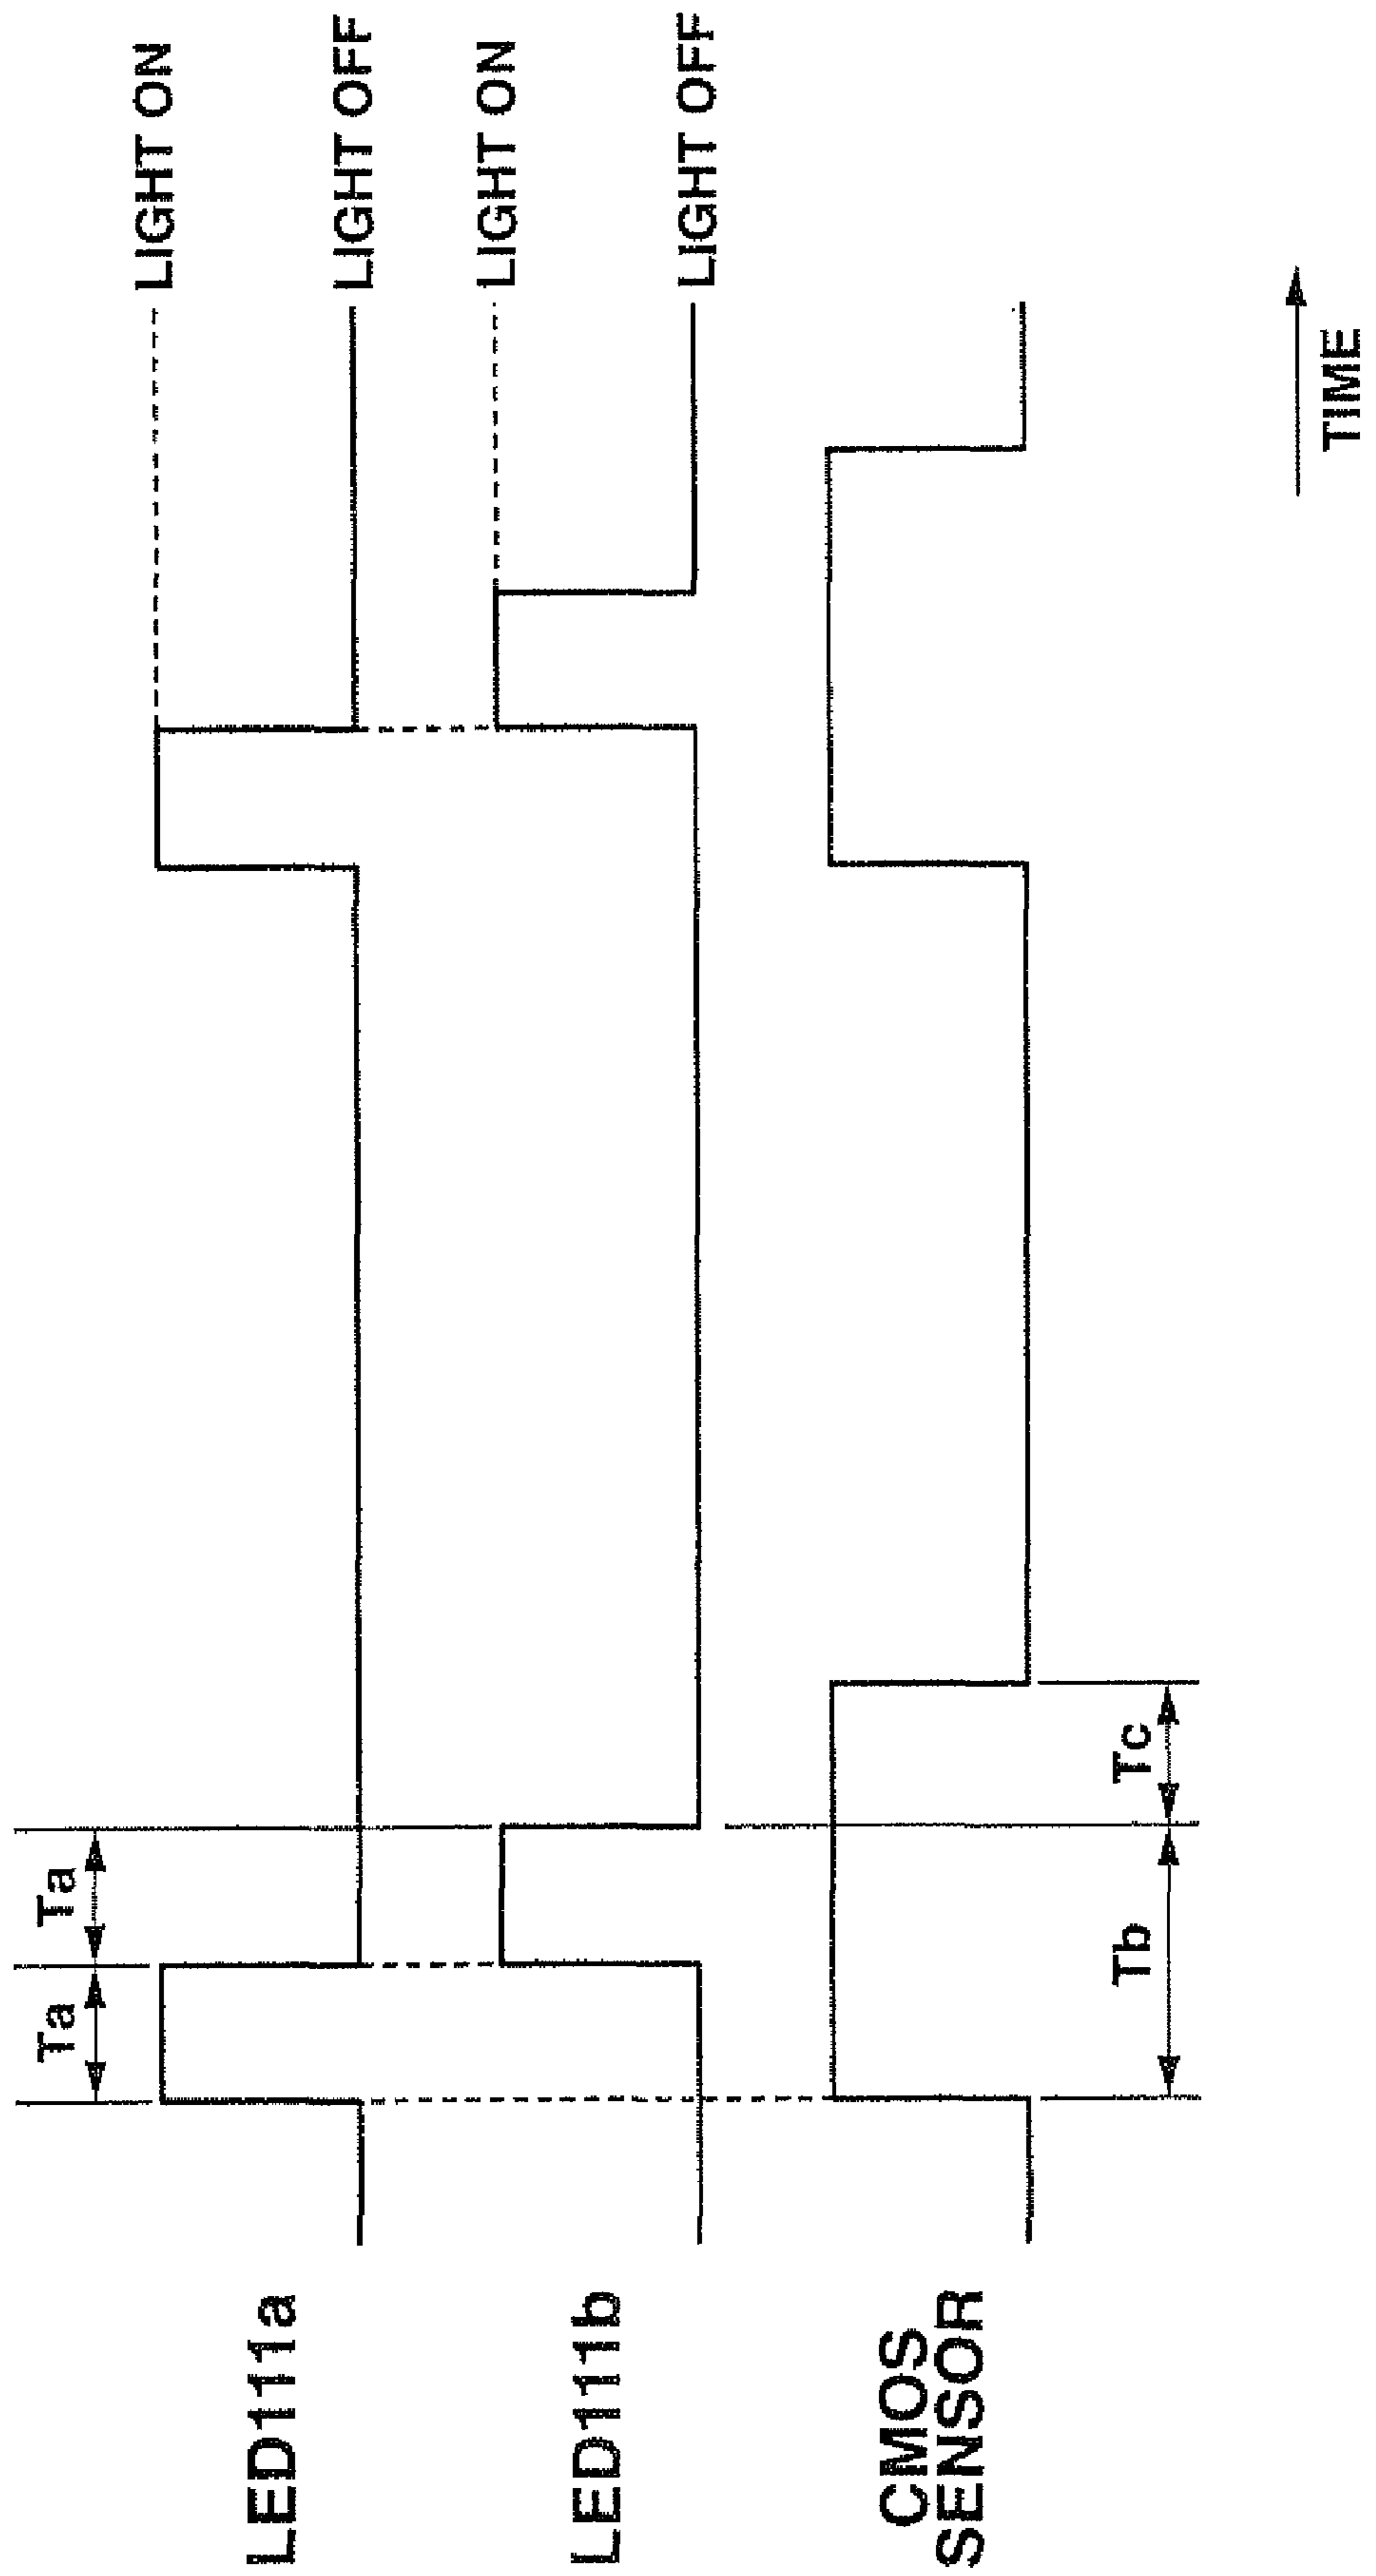 Ta
Ta
LED111a
LIGHT ON
LIGHT OFF
LED111b
LIGHT ON
LIGHT OFF
CMOS
SENSOR
Tb
Tc
TIME